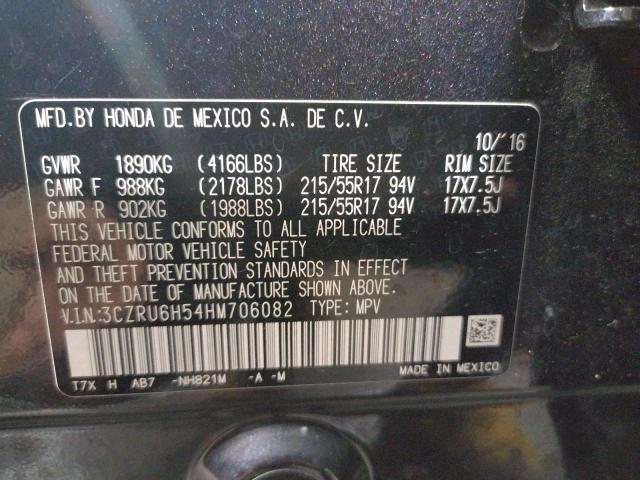 MFD.BY HONDA DE MEXICO S.A. DE C.V.
10/'16
GVWR 1890KG (4166LBS) TIRE SIZE RIM SIZE
GAWR F 988KG (2178LBS) 215/55R17 94V 17X7.5J
GAWR R 902KG (1988LBS) 215/55R17 94V 17X7.5J
THIS VEHICLE CONFORMS TO ALL APPLICABLE
FEDERAL MOTOR VEHICLE SAFETY
AND THEFT PREVENTION STANDARDS IN EFFECT
ON THE DATE OF MANUFACTURE SHOWN ABOVE.
V.I.N:3CZRU6H54HM706082 TYPE: MPV
T7X H AB7 -NH821M -A -M MADE IN MEXICO